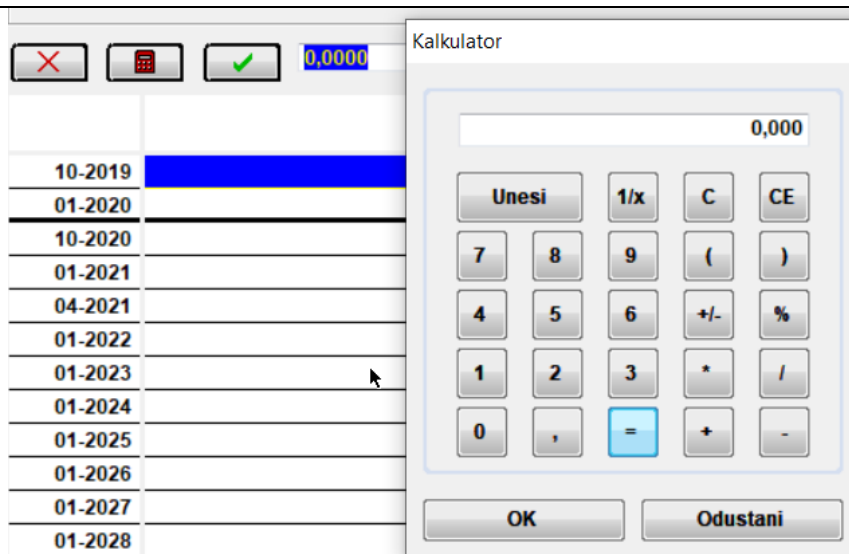 0,0000
10-2019
01-2020
10-2020
01-2021
04-2021
01-2022
01-2023
01-2024
01-2025
01-2026
01-2027
01-2028
Kalkulator
0,000
Unesi 1/x C CE
7 8 9 ( )
4 5 6 +/- %
1 2 3 * /
0 , = + -
OK Odustani